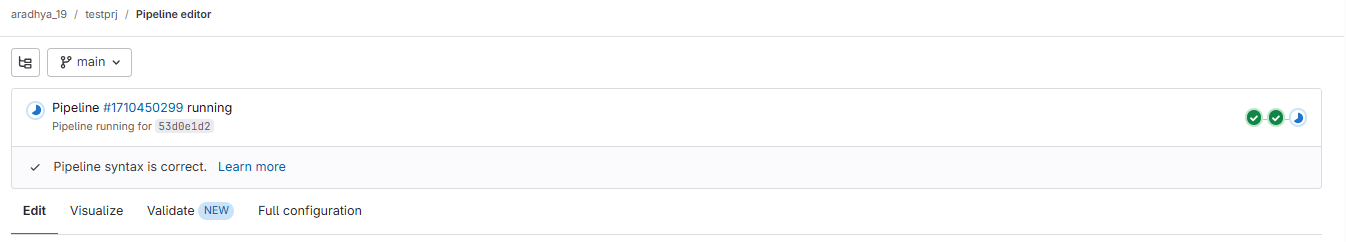 aradhya_19 / testprj / Pipeline editor
main
Pipeline #1710450299 running
Pipeline running for 53d0e1d2
Pipeline syntax is correct. Learn more
Edit Visualize Validate NEW Full configuration